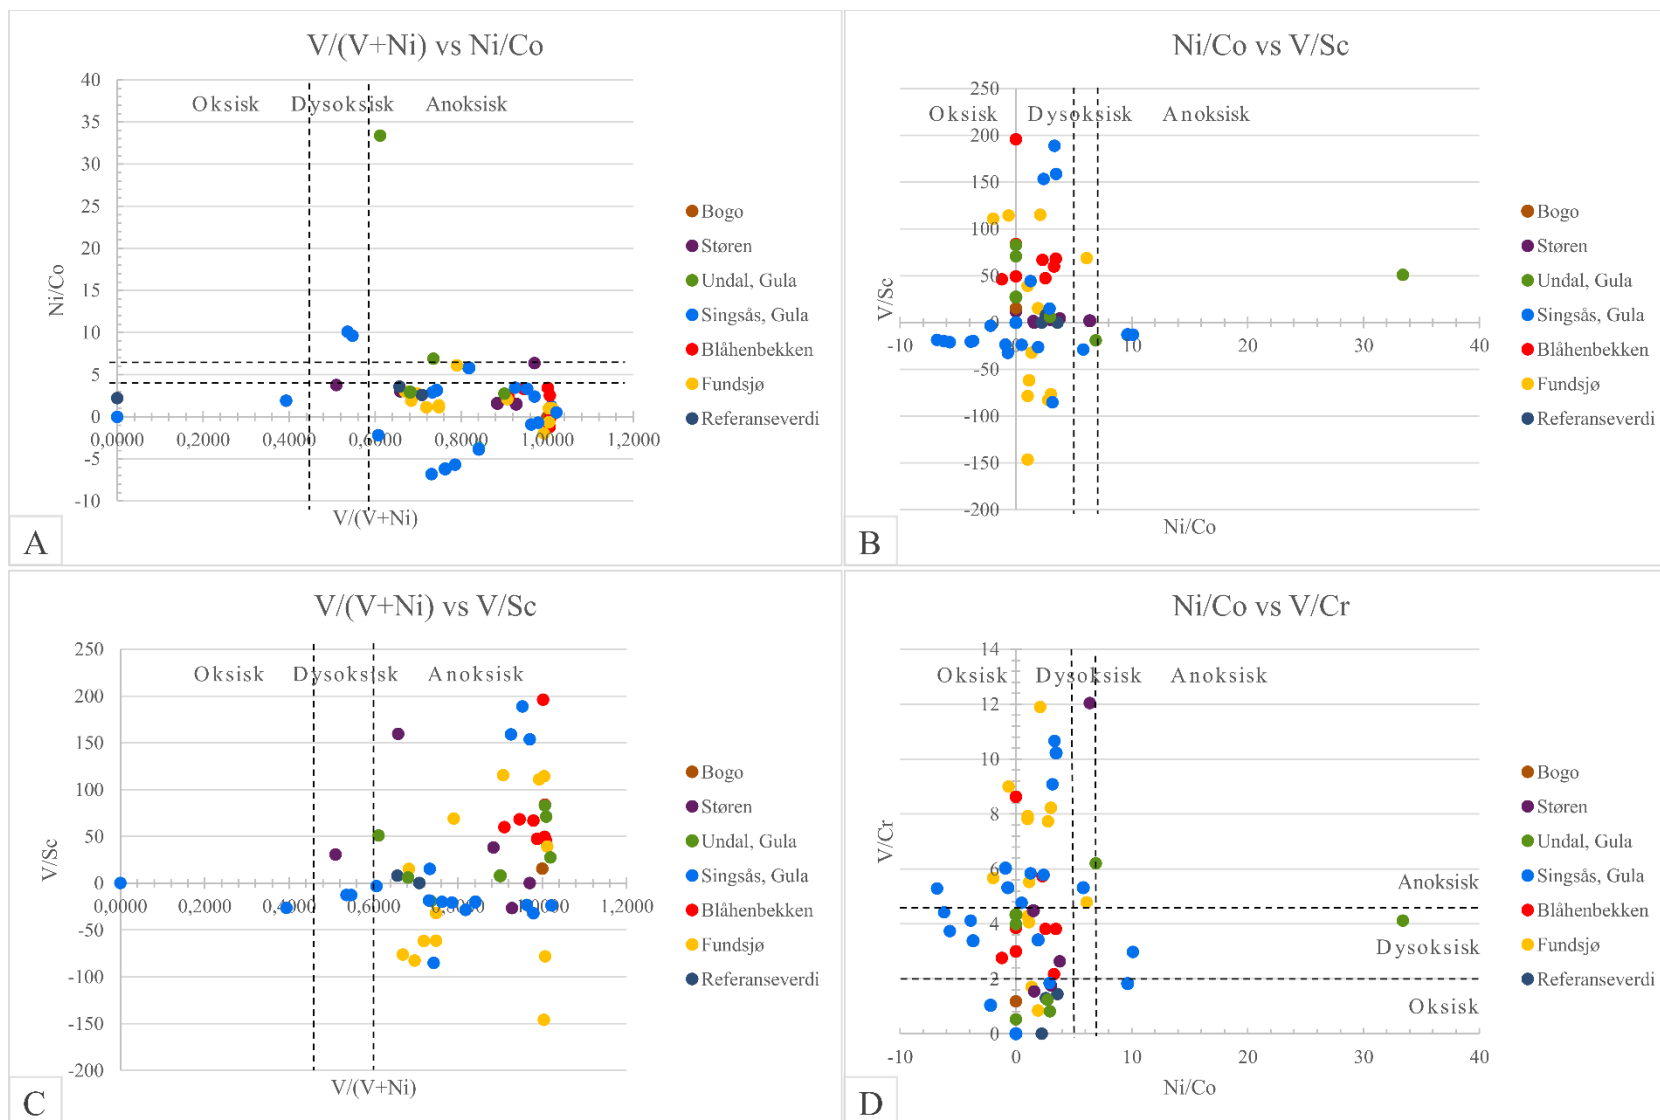 V/(V+Ni) vs Ni/Co
40
35
30
25
20
15
10
5
0
-5
-10
Oksisk
Dysoksisk
Anoksisk
0,0000
0,2000
0,4000
0,6000
0,8000
1,0000
1,2000
Ni/Co
V/(V+Ni)
Bogo
Støren
Undal, Gula
Singsås, Gula
Blåhenbekken
Fundsjø
Referanseverdi
A
Ni/Co vs V/Sc
250
200
150
100
50
0
-50
-100
-150
-200
Oksisk
Dysoksisk
Anoksisk
-10
0
10
20
30
40
V/Sc
Ni/Co
Bogo
Støren
Undal, Gula
Singsås, Gula
Blåhenbekken
Fundsjø
Referanseverdi
B
V/(V+Ni) vs V/Sc
250
200
150
100
50
0
-50
-100
-150
-200
Oksisk
Dysoksisk
Anoksisk
0,0000
0,2000
0,4000
0,6000
0,8000
1,0000
1,2000
V/Sc
V/(V+Ni)
Bogo
Støren
Undal, Gula
Singsås, Gula
Blåhenbekken
Fundsjø
Referanseverdi
C
Ni/Co vs V/Cr
14
12
10
8
6
4
2
0
Oksisk
Dysoksisk
Anoksisk
Anoksisk
Dysoksisk
Oksisk
-10
0
10
20
30
40
V/Cr
Ni/Co
Bogo
Støren
Undal, Gula
Singsås, Gula
Blåhenbekken
Fundsjø
Referanseverdi
D